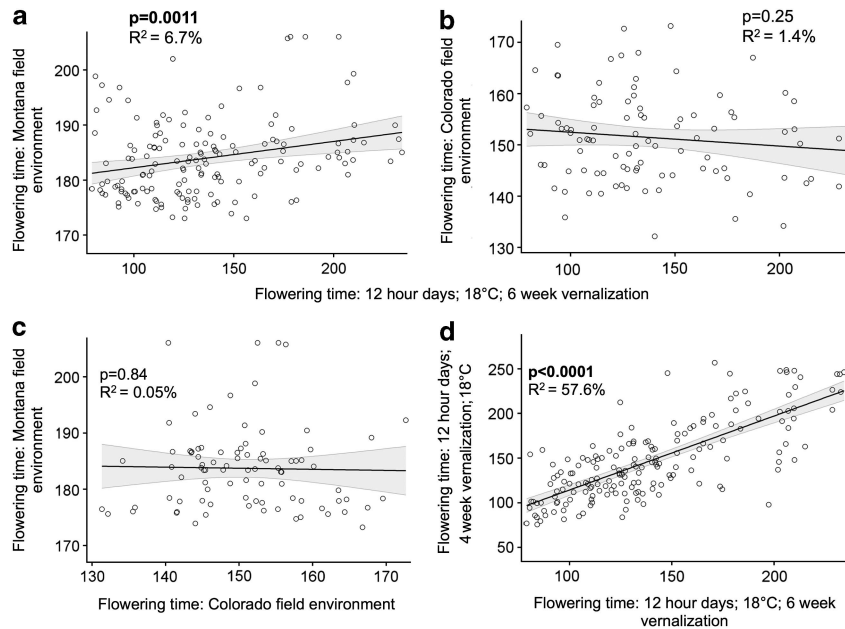 a
p=0.0011
R² = 6.7%
Flowering time: Montana field
environment
200
190
180
170
100
150
200
b
p=0.25
R² = 1.4%
Flowering time: Colorado field
environment
170
160
150
140
130
100
150
200
Flowering time: 12 hour days; 18°C; 6 week vernalization
c
p=0.84
R² = 0.05%
Flowering time: Montana field
environment
200
190
180
170
130
140
150
160
170
Flowering time: Colorado field environment
d
p<0.0001
R² = 57.6%
Flowering time: 12 hour days;
4 week vernalization; 18°C
250
200
150
100
50
100
150
200
Flowering time: 12 hour days; 18°C; 6 week
vernalization